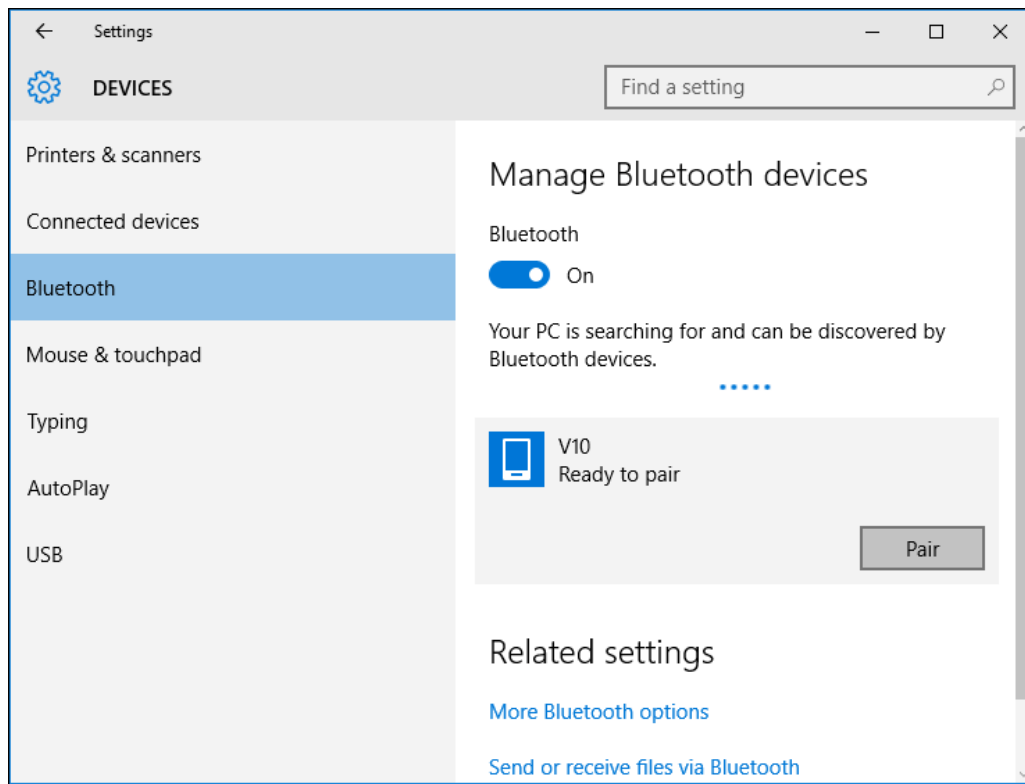 Settings
DEVICES
Find a setting
Printers & scanners
Connected devices
Bluetooth
Mouse & touchpad
Typing
AutoPlay
USB
Manage Bluetooth devices
Bluetooth
On
Your PC is searching for and can be discovered by
Bluetooth devices.
V10
Ready to pair
Pair
Related settings
More Bluetooth options
Send or receive files via Bluetooth